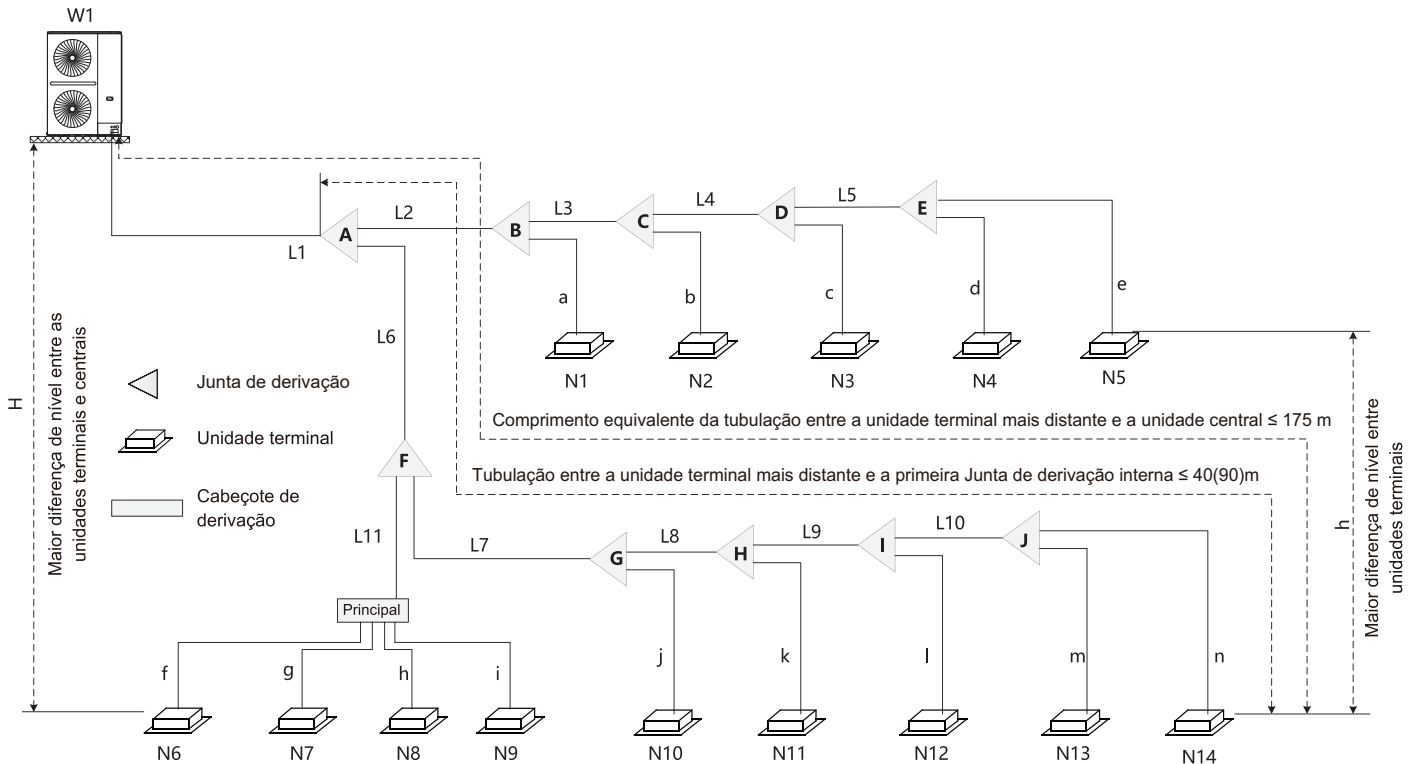 W1
L1
A
L2
B
L3
C
L4
D
L5
E
a
b
c
d
e
N1
N2
N3
N4
N5
L6
H
Maior diferença de nível entre as
unidades terminais e centrais
Junta de derivação
Unidade terminal
Cabeçote de
derivação
Comprimento equivalente da tubulação entre a unidade terminal mais distante e a unidade central ≤ 175 m
Tubulação entre a unidade terminal mais distante e a primeira Junta de derivação interna ≤ 40(90)m
h
Maior diferença de nível entre
unidades terminais
F
L11
L7
G
L8
H
L9
I
L10
J
Principal
f
g
h
i
j
k
l
m
n
N6
N7
N8
N9
N10
N11
N12
N13
N14